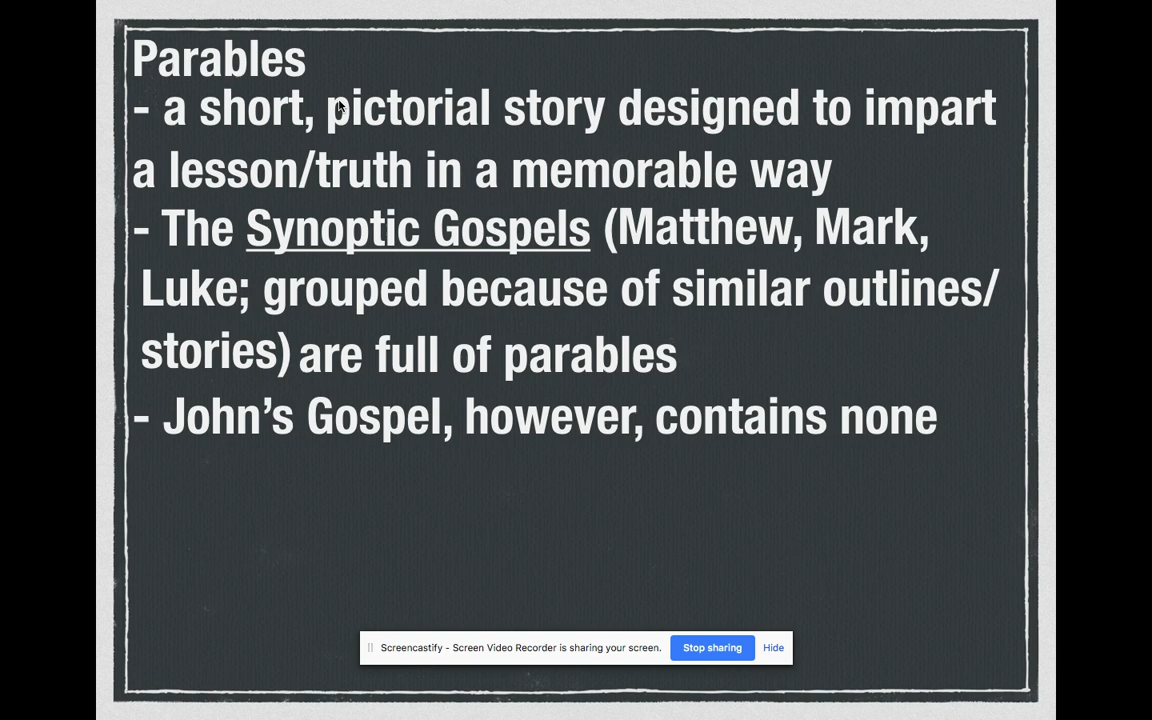 Parables
- a short, pictorial story designed to impart
a lesson/truth in a memorable way
- The Synoptic Gospels (Matthew, Mark,
Luke; grouped because of similar outlines/
stories) are full of parables
- John’s Gospel, however, contains none
Screencastify - Screen Video Recorder is sharing your screen. Stop sharing Hide